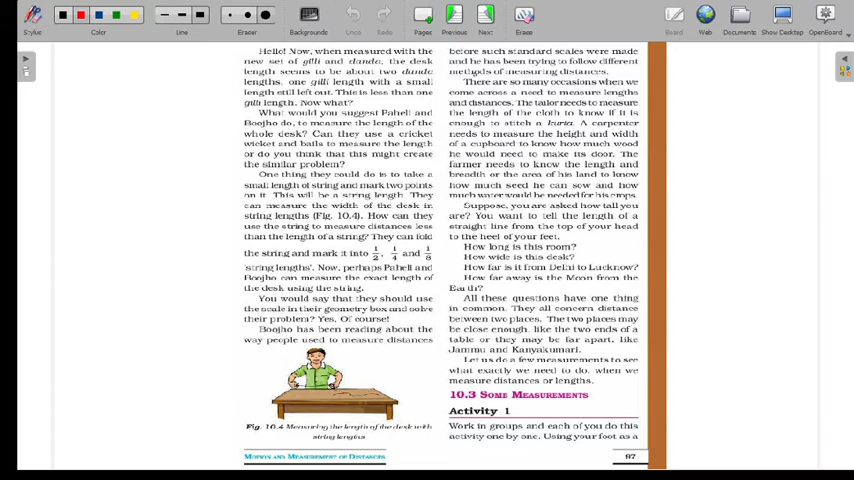 Stylus
Color
Line
Eraser
Backgrounds
Undo
Redo
Pages
Previous
Next
Erase
Board
Web
Documents
Show Desktop
OpenBoard
Hello! Now, when measured with the
new set of gilli and danda, the desk
length seems to be about two danda
lengths, one gilli length with a small
length still left out. This is less than one
gilli length. Now what?
What would you suggest Paheli and
Boojho do, to measure the length of the
whole desk? Can they use a cricket
wicket and bails to measure the length
or do you think that this might create
the similar problem?
One thing they could do is to take a
small length of string and mark two points
on it. This will be a string length. They
can measure the width of the desk in
string lengths (Fig. 10.4). How can they
use the string to measure distances less
than the length of a string? They can fold
the string and mark it into 1/2, 1/4 and 1/8
'string lengths'. Now, perhaps Paheli and
Boojho can measure the exact length of
the desk using the string.
You would say that they should use
the scale in their geometry box and solve
their problem? Yes, Of course!
Boojho has been reading about the
way people used to measure distances
Fig. 10.4 Measuring the length of the desk with
string lengths
MOTION AND MEASUREMENT OF DISTANCES
before such standard scales were made
and he has been trying to follow different
methods of measuring distances.
There are so many occasions when we
come across a need to measure lengths
and distances. The tailor needs to measure
the length of the cloth to know if it is
enough to stitch a kurta. A carpenter
needs to measure the height and width
of a cupboard to know how much wood
he would need to make its door. The
farmer needs to know the length and
breadth or the area of his land to know
how much seed he can sow and how
much water would be needed for his crops.
Suppose, you are asked how tall you
are? You want to tell the length of a
straight line from the top of your head
to the heel of your feet.
How long is this room?
How wide is this desk?
How far is it from Delhi to Lucknow?
How far away is the Moon from the
Earth?
All these questions have one thing
in common. They all concern distance
between two places. The two places may
be close enough, like the two ends of a
table or they may be far apart, like
Jammu and Kanyakumari.
Let us do a few measurements to see
what exactly we need to do, when we
measure distances or lengths.
10.3 SOME MEASUREMENTS
Activity 1
Work in groups and each of you do this
activity one by one. Using your foot as a
97